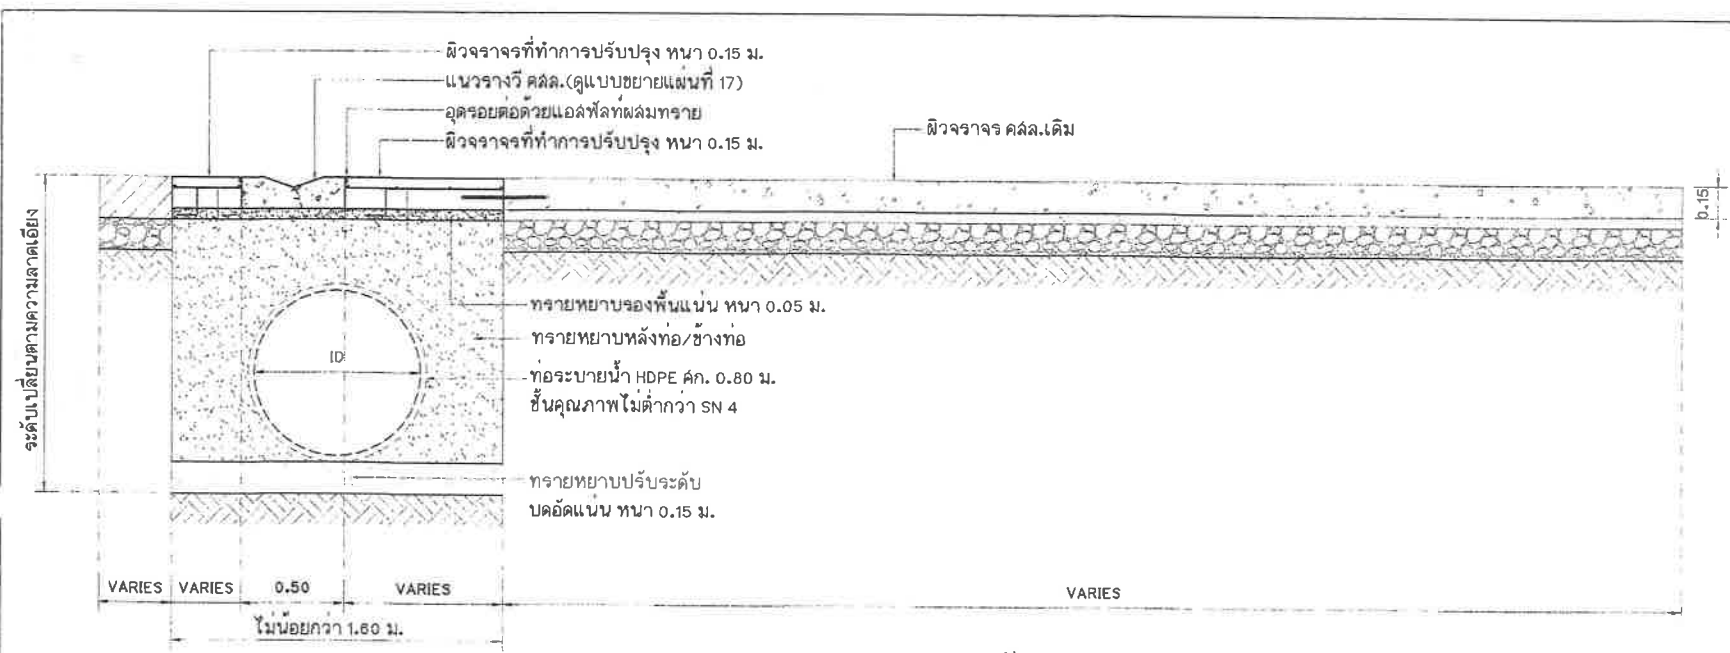 ผิวจราจรที่ทำการปรับปรุง หนา 0.15 ม.
แนวรางวี คสล.(ดูแบบขยายแผ่นที่ 17)
อุดรอยต่อด้วยแอสฟัลท์ผสมทราย
ผิวจราจรที่ทำการปรับปรุง หนา 0.15 ม.
ผิวจราจร คสล.เดิม
0.15
ระดับเปลี่ยนตามความลาดเอียง
ทรายหยาบรองพื้นแน่น หนา 0.05 ม.
ทรายหยาบหลังท่อ/ข้างท่อ
ID
ท่อระบายน้ำ HDPE ศก. 0.80 ม.
ชั้นคุณภาพไม่ต่ำกว่า SN 4
ทรายหยาบปรับระดับ
บดอัดแน่น หนา 0.15 ม.
VARIES VARIES 0.50 VARIES VARIES
ไม่น้อยกว่า 1.60 ม.